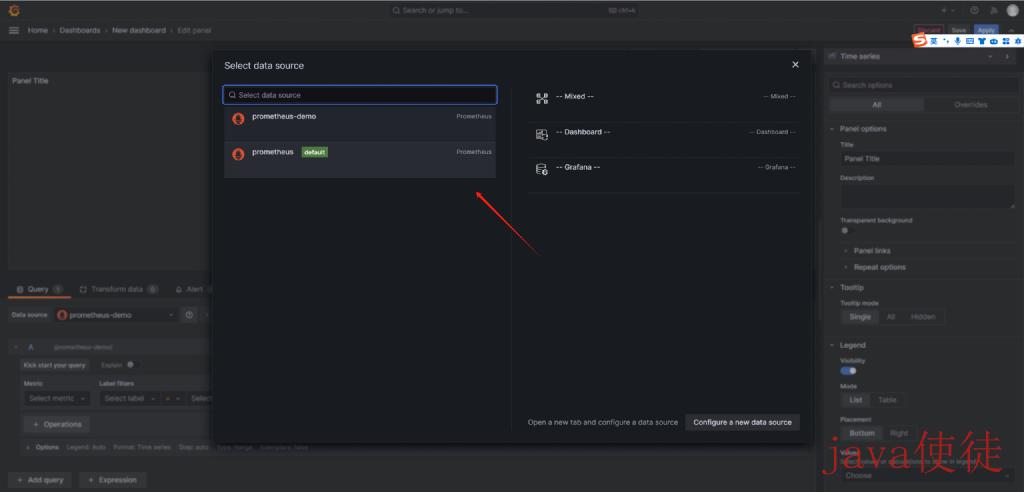 Search or jump to...
ctrl+k
Home › Dashboards › New dashboard › Edit panel
Discard
Save
Apply
英
Panel Title
Select data source
Select data source
prometheus-demo
Prometheus
prometheus
default
Prometheus
-- Mixed --
-- Mixed --
-- Dashboard --
-- Dashboard --
-- Grafana --
-- Grafana --
Open a new tab and configure a data source
Configure a new data source
Query 1
Transform data 0
Alert
Data source
prometheus-demo
A
(prometheus-demo)
Kick start your query
Explain
Metric
Label filters
Select metric
Select label
=
+ Operations
Options
Legend: Auto
Format: Time series
Step: auto
Type: Range
Exemplars: false
+ Add query
+ Expression
Time series
Search options
All
Overrides
Panel options
Title
Panel Title
Description
Transparent background
Panel links
Repeat options
Tooltip
Tooltip mode
Single
All
Hidden
Legend
Visibility
Mode
List
Table
Placement
Bottom
Right
Values
Choose
java使徒